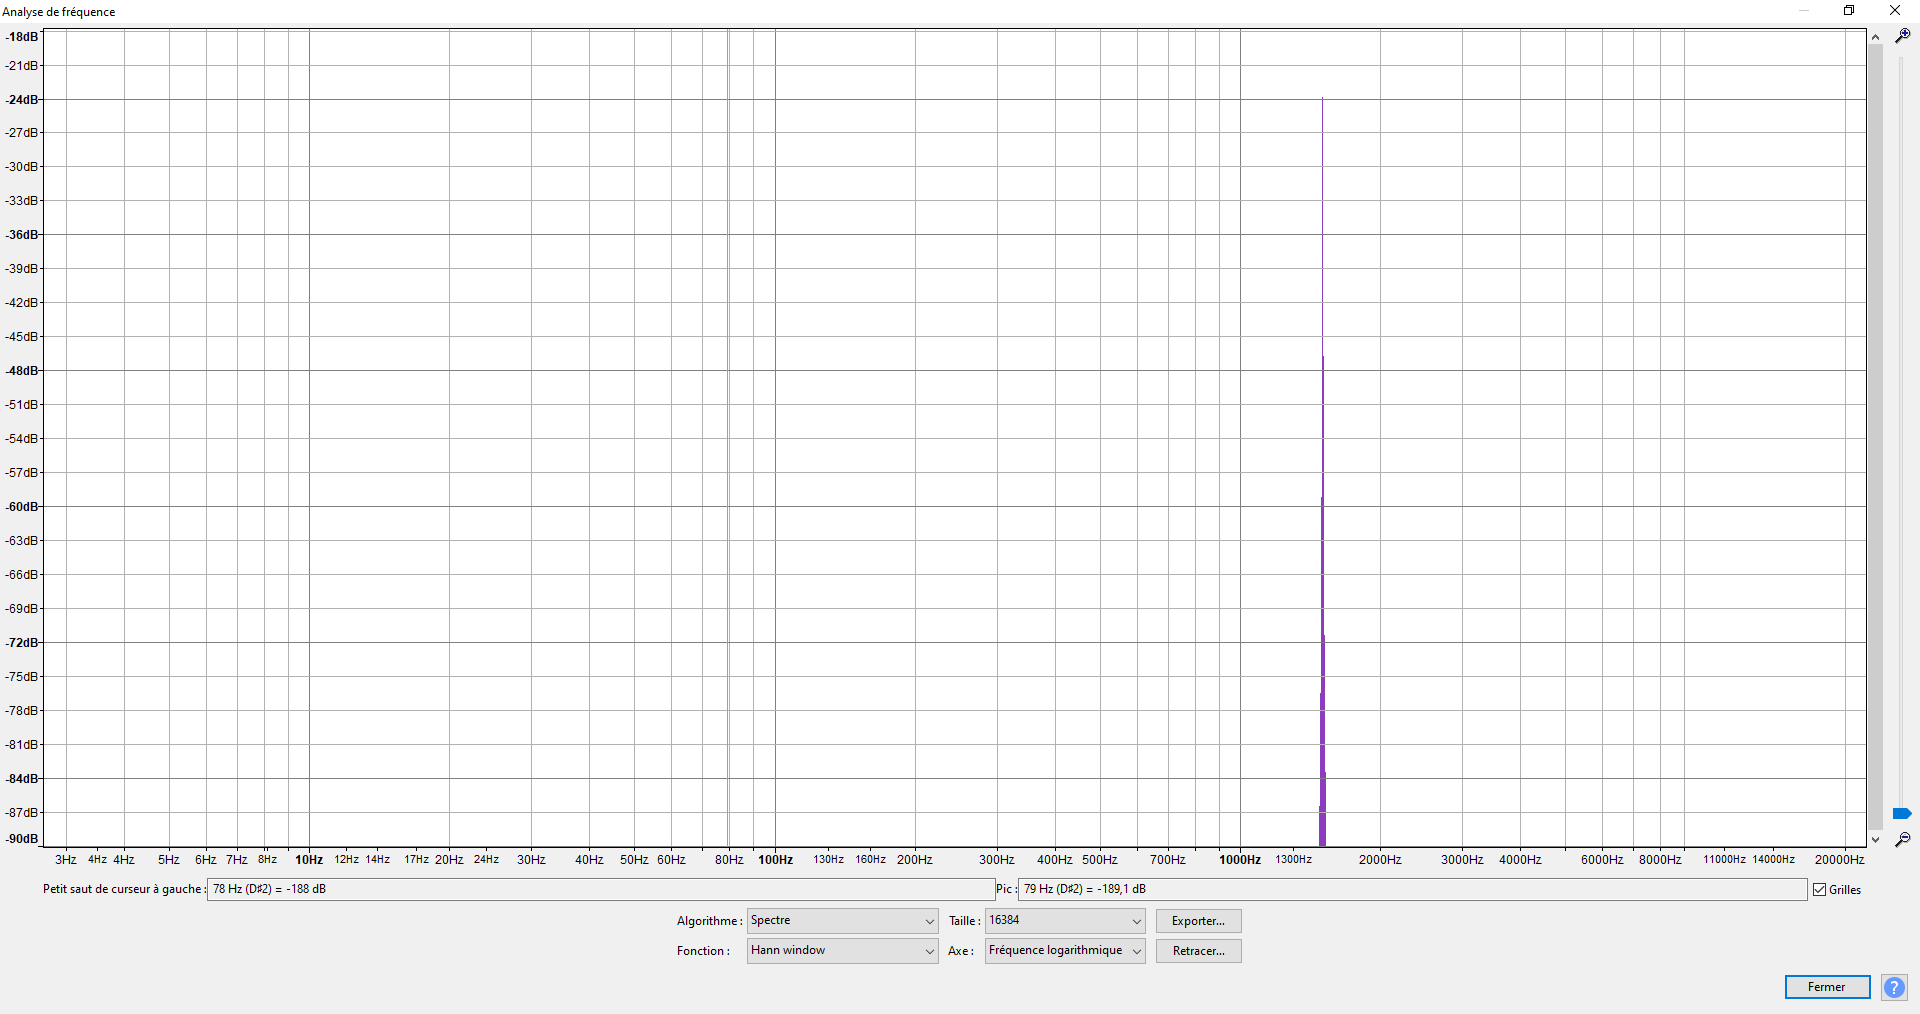 Analyse de fréquence
-18dB
-21dB
-24dB
-27dB
-30dB
-33dB
-36dB
-39dB
-42dB
-45dB
-48dB
-51dB
-54dB
-57dB
-60dB
-63dB
-66dB
-69dB
-72dB
-75dB
-78dB
-81dB
-84dB
-87dB
-90dB
3Hz 4Hz 4Hz 5Hz 6Hz 7Hz 8Hz 10Hz 12Hz 14Hz 17Hz 20Hz 24Hz 30Hz 40Hz 50Hz 60Hz 80Hz 100Hz 130Hz 160Hz 200Hz 300Hz 400Hz 500Hz 700Hz 1000Hz 1300Hz 2000Hz 3000Hz 4000Hz 6000Hz 8000Hz 11000Hz 14000Hz 20000Hz
Petit saut de curseur à gauche : 78 Hz (D♯2) = -188 dB Pic : 79 Hz (D♯2) = -189,1 dB Grilles
Algorithme : Spectre Taille : 16384 Exporter...
Fonction : Hann window Axe : Fréquence logarithmique Retracer...
Fermer ?